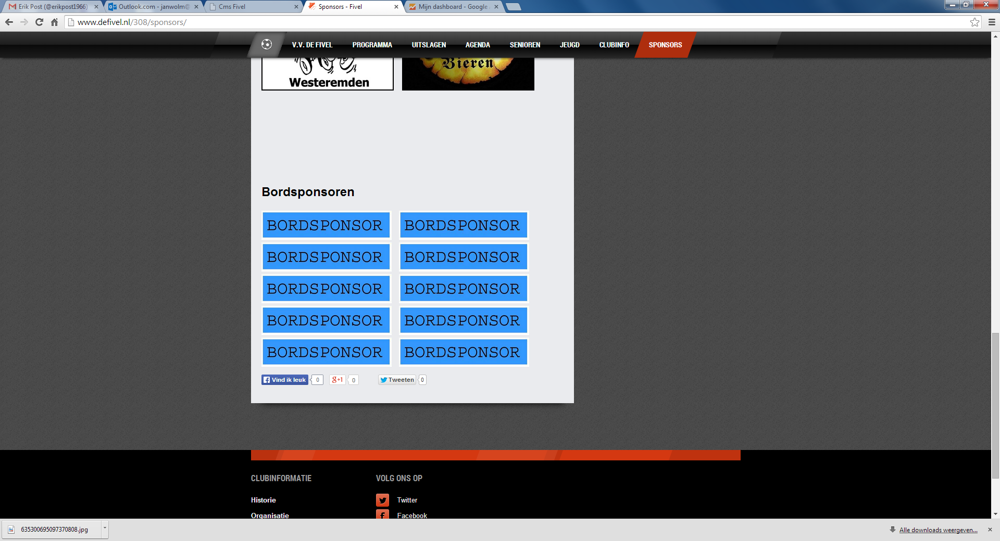 Erik Post (@erikpost1966)
Outlook.com - janwolm@
Cms Fivel
Sponsors - Fivel
Mijn dashboard - Google
www.defivel.nl/308/sponsors/
V.V. DE FIVEL PROGRAMMA UITSLAGEN AGENDA SENIOREN JEUGD CLUBINFO SPONSORS
Westeremden
Bieren
Bordsponsoren
BORDSPONSOR BORDSPONSOR
BORDSPONSOR BORDSPONSOR
BORDSPONSOR BORDSPONSOR
BORDSPONSOR BORDSPONSOR
BORDSPONSOR BORDSPONSOR
Vind ik leuk 0 g+1 0 Tweeten 0
CLUBINFORMATIE VOLG ONS OP
Historie Twitter
Organisatie Facebook
635300695097370808.jpg
Alle downloads weergeven...